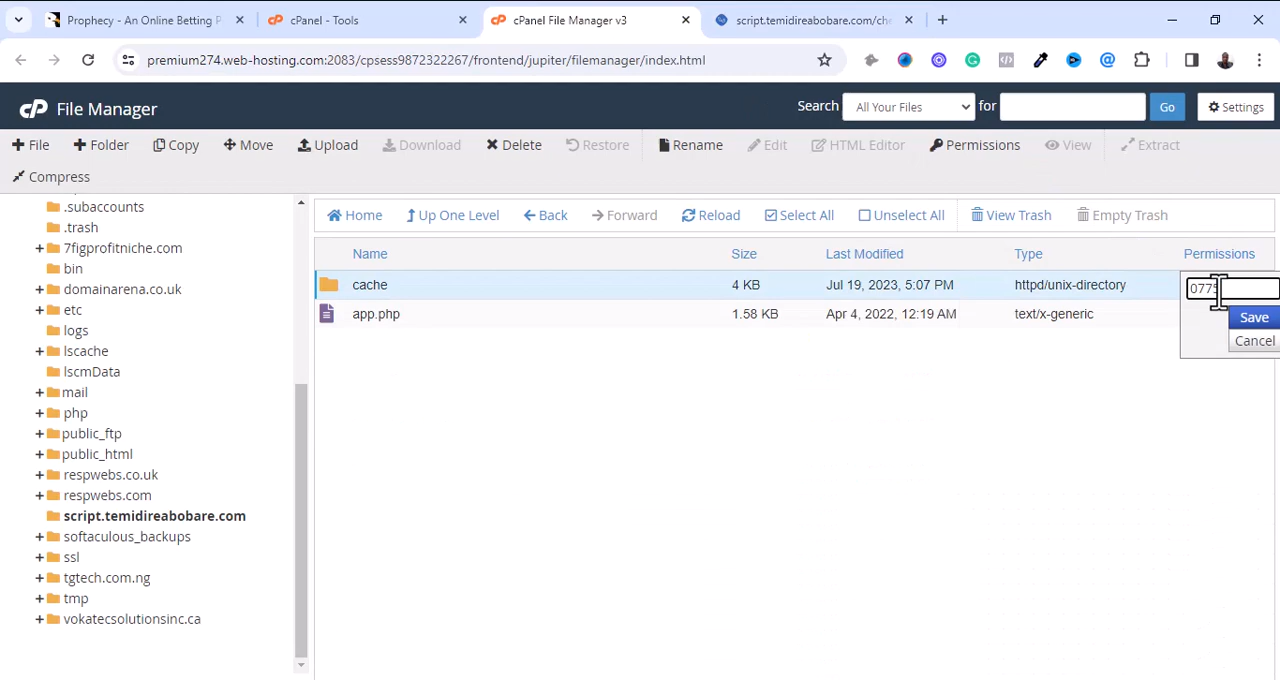 Prophecy - An Online Betting P
cPanel - Tools
cPanel File Manager v3
script.temidireabobare.com/che
premium274.web-hosting.com:2083/cpsess9872322267/frontend/jupiter/filemanager/index.html
cP File Manager
Search All Your Files for Go Settings
File Folder Copy Move Upload Download Delete Restore Rename Edit HTML Editor Permissions View Extract
Compress
.subaccounts
.trash
7figprofitniche.com
bin
domainarena.co.uk
etc
logs
lscache
lscmData
mail
php
public_ftp
public_html
respwebs.co.uk
respwebs.com
script.temidireabobare.com
softaculous_backups
ssl
tgtech.com.ng
tmp
vokatecsolutionsinc.ca
Home Up One Level Back Forward Reload Select All Unselect All View Trash Empty Trash
Name Size Last Modified Type Permissions
cache 4 KB Jul 19, 2023, 5:07 PM httpd/unix-directory 0775
app.php 1.58 KB Apr 4, 2022, 12:19 AM text/x-generic
Save
Cancel